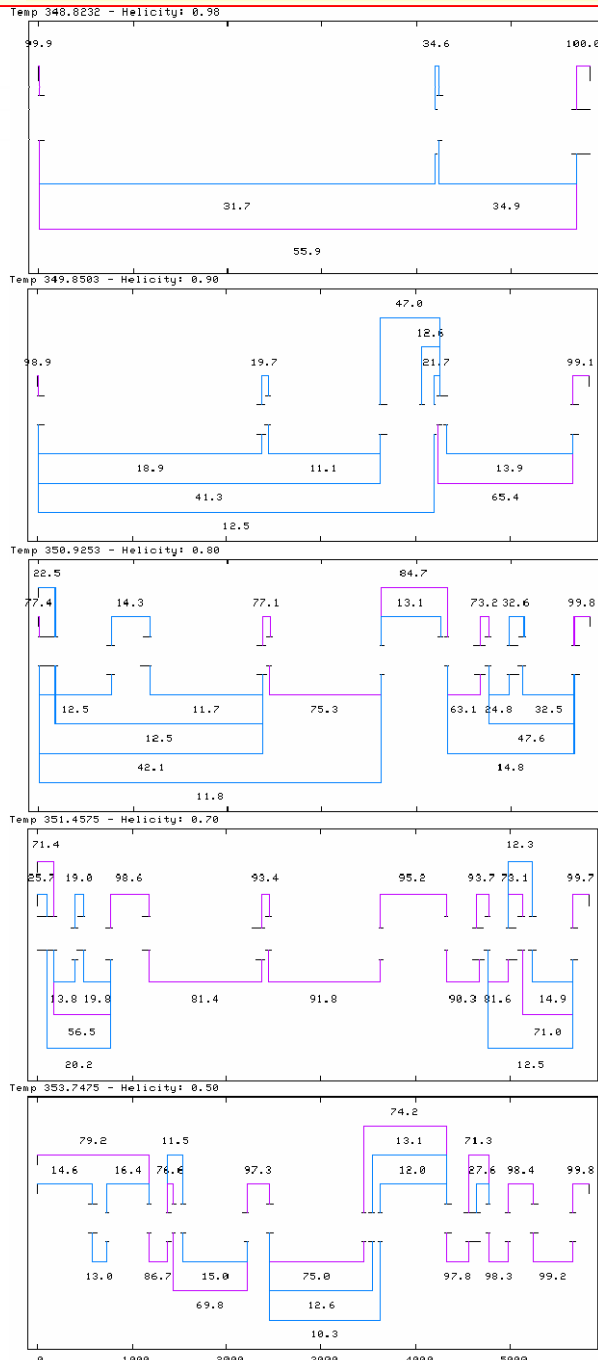 Temp 348.8232 - Helicity: 0.98
99.9 34.6 100.0
31.7 34.9
55.9
Temp 349.8503 - Helicity: 0.90
47.0
12.6
98.9 19.7 21.7 99.1
18.9 11.1 13.9
41.3 65.4
12.5
Temp 350.9253 - Helicity: 0.80
22.5 84.7
77.4 14.3 77.1 13.1 73.2 32.6 99.8
12.5 11.7 75.3 63.1 24.8 32.5
12.5 47.6
42.1 14.8
11.8
Temp 351.4575 - Helicity: 0.70
71.4 12.3
25.7 19.0 98.6 93.4 95.2 93.7 73.1 99.7
13.8 19.8 81.4 91.8 90.3 81.6 14.9
56.5 71.0
20.2 12.5
Temp 353.7475 - Helicity: 0.50
74.2
79.2 11.5 13.1 71.3
14.6 16.4 76.6 97.3 12.0 27.6 98.4 99.8
13.0 86.7 15.0 75.0 97.8 98.3 99.2
69.8 12.6
10.3
0 1000 2000 3000 4000 5000